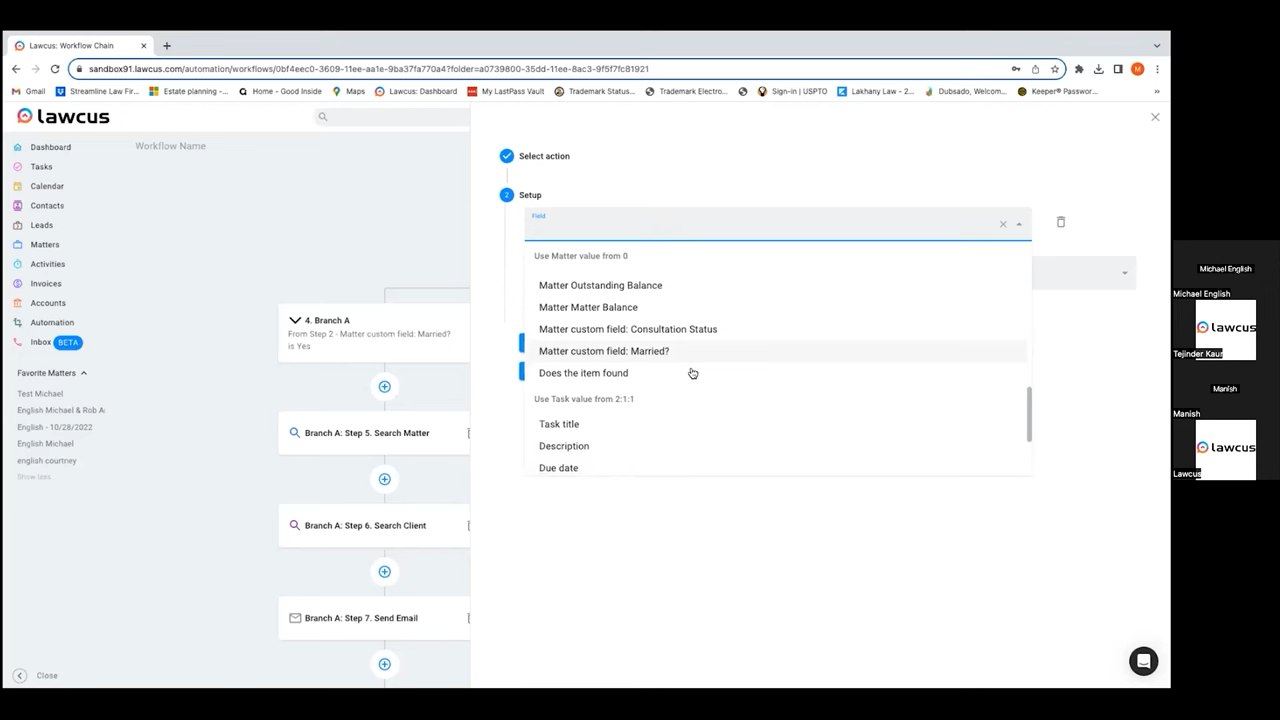 Lawcus: Workflow Chain
sandbox91.lawcus.com/automation/workflows/0bf4eec0-3609-11ee-aa1e-9ba37fa770a4?folder=a0739800-35dd-11ee-8ac3-9f5f7fc81921
M
Gmail
Streamline Law Fir...
Estate planning -...
Home - Good Inside
Maps
Lawcus: Dashboard
My LastPass Vault
Trademark Status...
Trademark Electro...
Sign-in | USPTO
Lakhany Law - 2...
Dubsado, Welcom...
Keeper® Passwor...
lawcus
Dashboard
Tasks
Calendar
Contacts
Leads
Matters
Activities
Invoices
Accounts
Automation
Inbox BETA
Favorite Matters
Test Michael
English Michael & Rob A
English - 10/28/2022
English Michael
english courtney
Show less
Close
Workflow Name
4. Branch A
From Step 2 - Matter custom field: Married?
is Yes
Branch A: Step 5. Search Matter
Branch A: Step 6. Search Client
Branch A: Step 7. Send Email
Select action
2
Setup
Field
Use Matter value from 0
Matter Outstanding Balance
Matter Matter Balance
Matter custom field: Consultation Status
Matter custom field: Married?
Does the item found
Use Task value from 2:1:1
Task title
Description
Due date
Michael English
Michael English
lawcus
Tejinder Kaur
Manish
Manish
lawcus
Lawcus